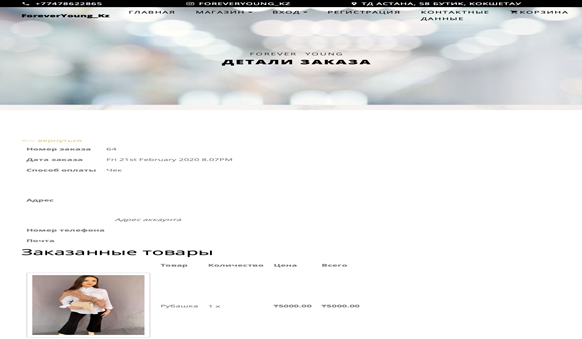 +77478622865 FOREVERYOUNG_KZ ТД АСТАНА, 58 БУТИК, КОКШЕТАУ
ForeverYoung_Kz ГЛАВНАЯ МАГАЗИН ВХОД РЕГИСТРАЦИЯ КОНТАКТНЫЕ ДАННЫЕ КОРЗИНА
FOREVER YOUNG
ДЕТАЛИ ЗАКАЗА
<-- вернуться
Номер заказа 64
Дата заказа Fri 21st February 2020 8.07PM
Способ оплаты Чек
Адрес
Адрес аккаунта
Номер телефона
Почта
Заказанные товары
Товар Количество Цена Всего
Рубашка 1 x ₸5000.00 ₸5000.00